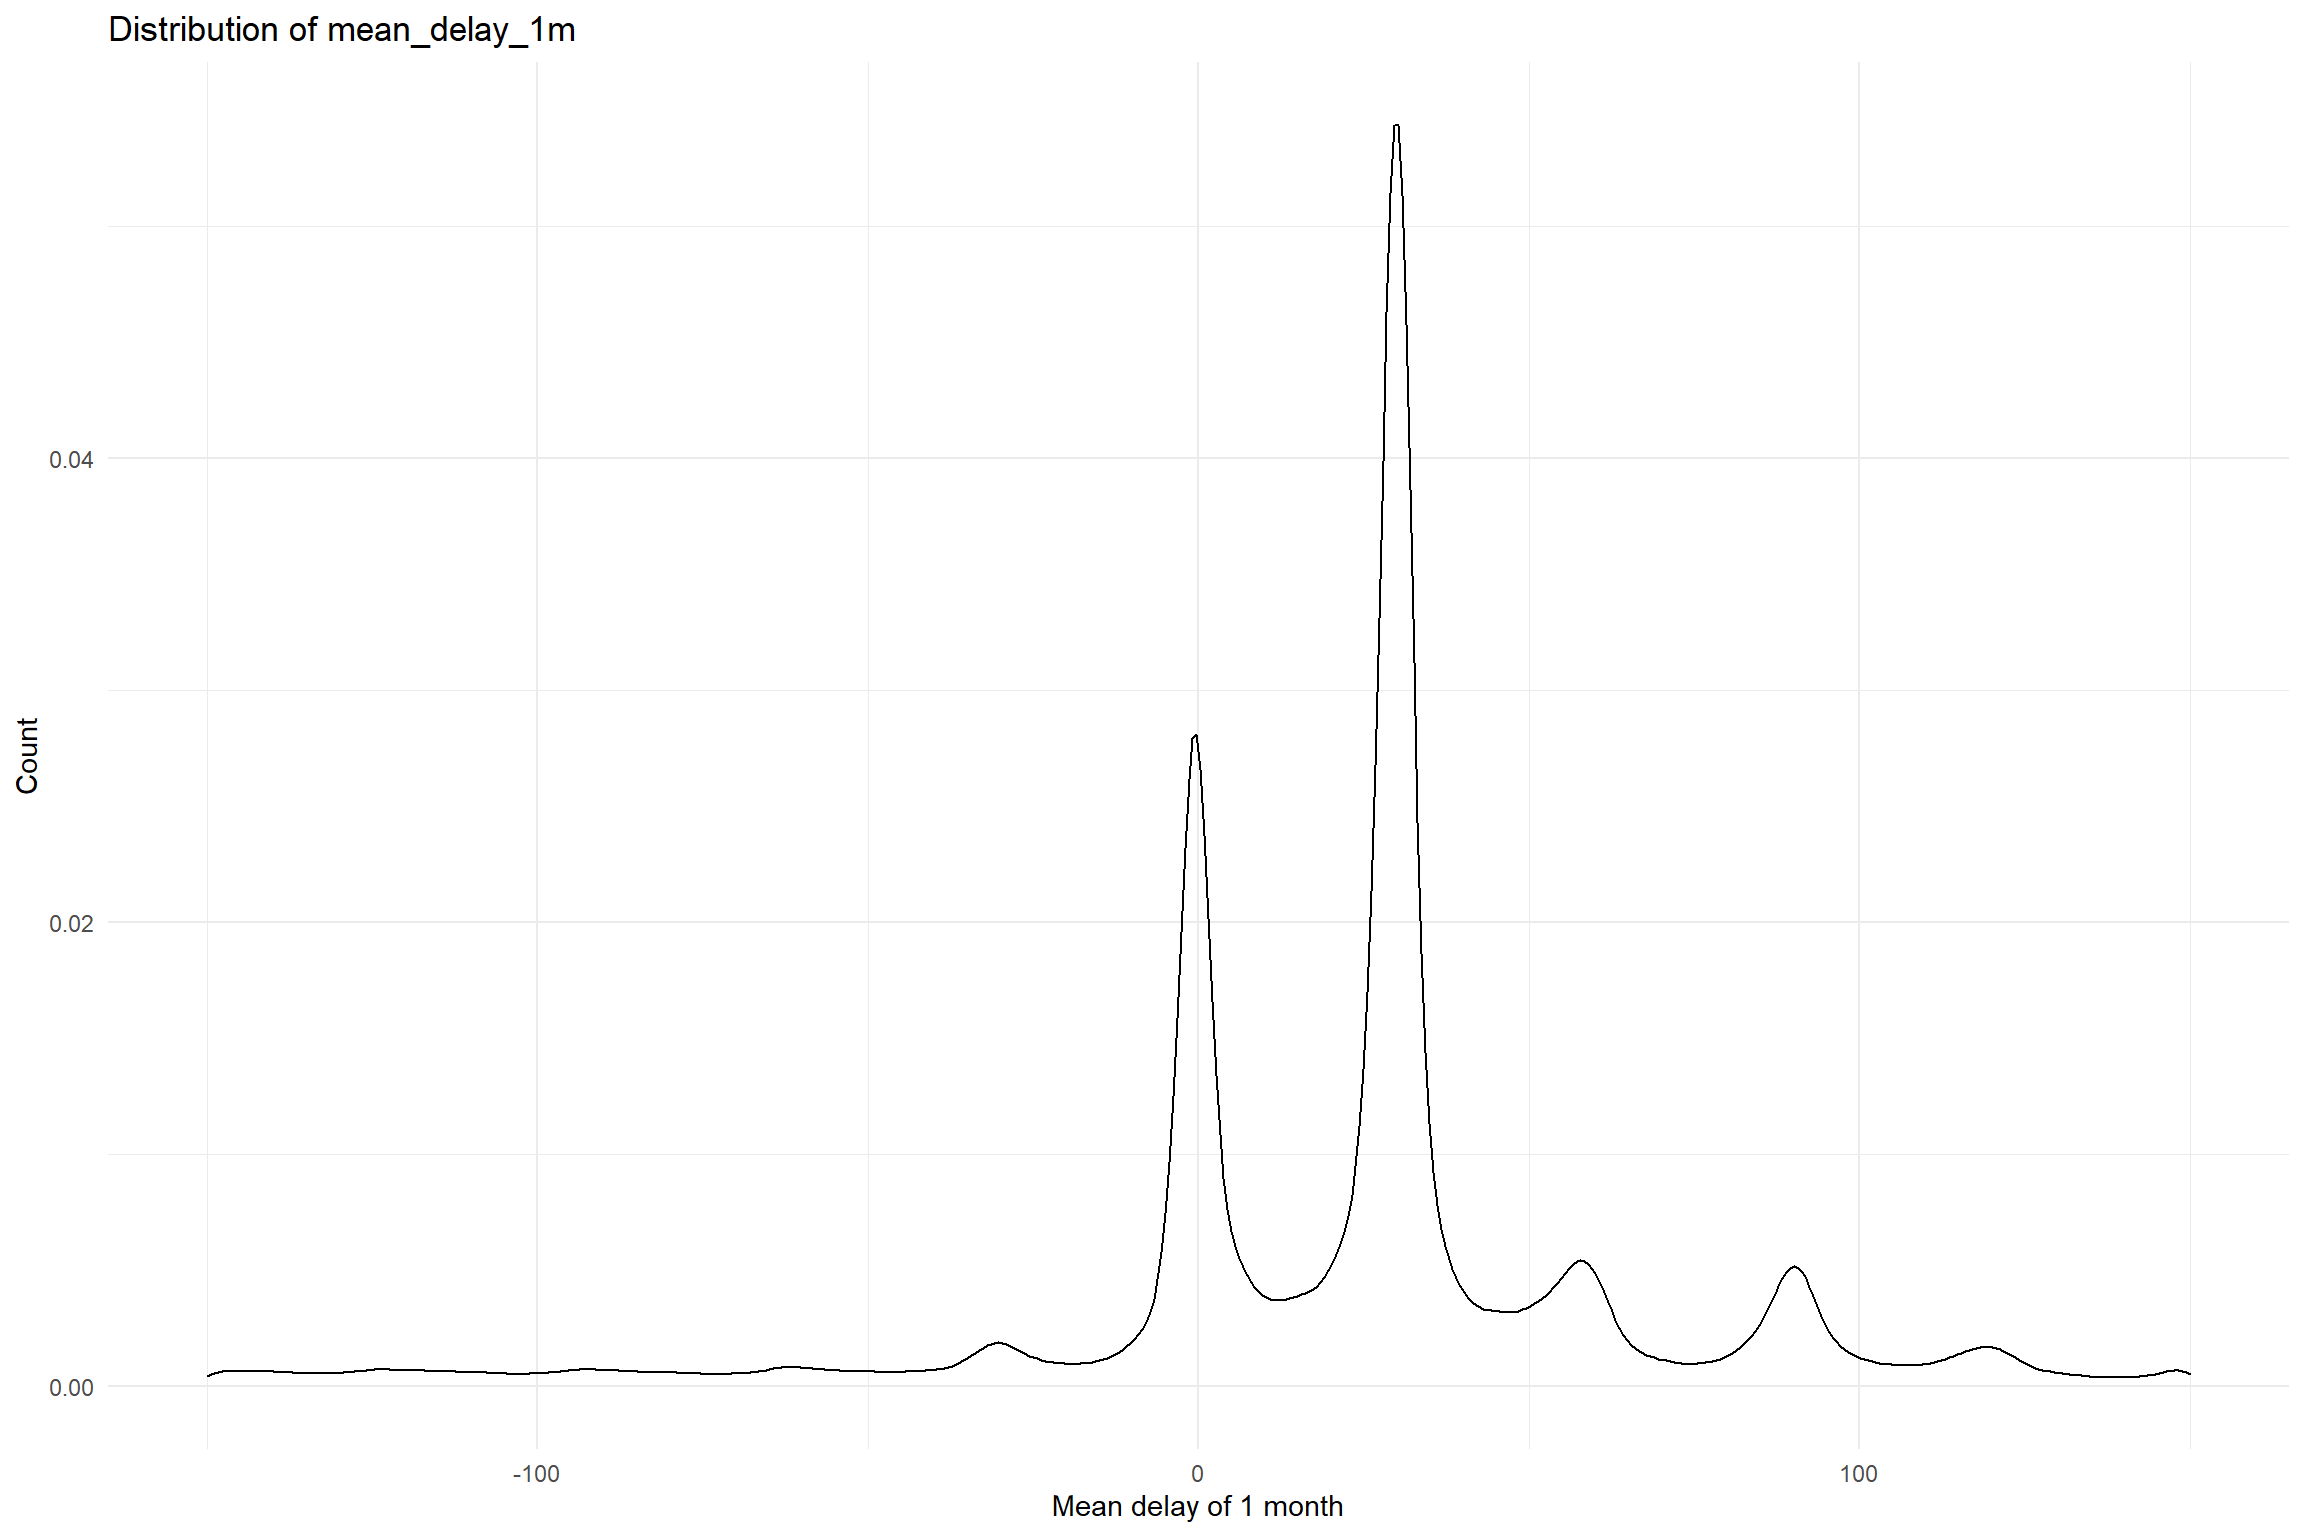 Distribution of mean_delay_1m
Count
0.04
0.02
0.00
-100
0
100
Mean delay of 1 month